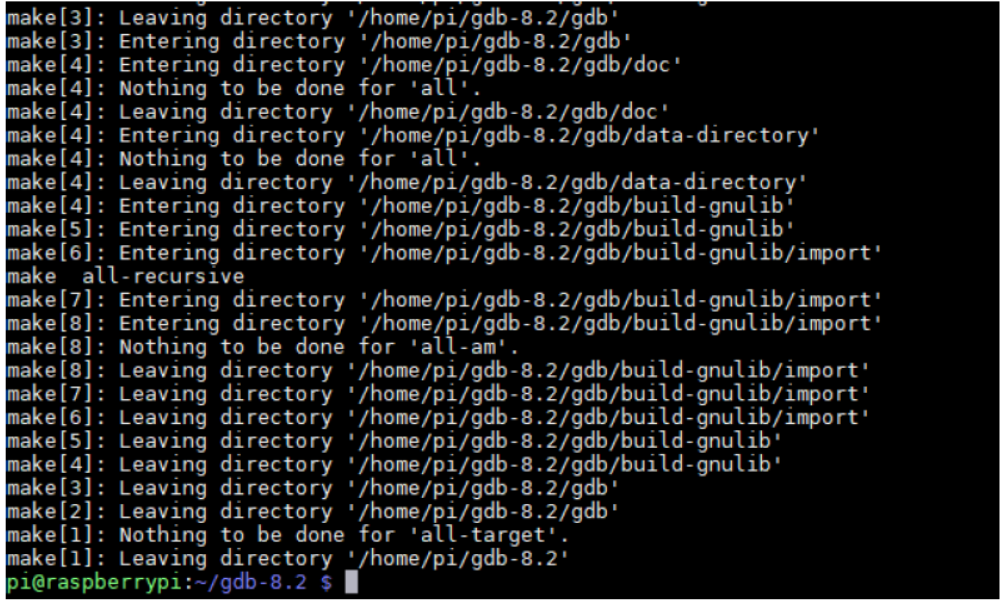 make[3]: Leaving directory '/home/pi/gdb-8.2/gdb'
make[3]: Entering directory '/home/pi/gdb-8.2/gdb'
make[4]: Entering directory '/home/pi/gdb-8.2/gdb/doc'
make[4]: Nothing to be done for 'all'.
make[4]: Leaving directory '/home/pi/gdb-8.2/gdb/doc'
make[4]: Entering directory '/home/pi/gdb-8.2/gdb/data-directory'
make[4]: Nothing to be done for 'all'.
make[4]: Leaving directory '/home/pi/gdb-8.2/gdb/data-directory'
make[4]: Entering directory '/home/pi/gdb-8.2/gdb/build-gnulib'
make[5]: Entering directory '/home/pi/gdb-8.2/gdb/build-gnulib'
make[6]: Entering directory '/home/pi/gdb-8.2/gdb/build-gnulib/import'
make  all-recursive
make[7]: Entering directory '/home/pi/gdb-8.2/gdb/build-gnulib/import'
make[8]: Entering directory '/home/pi/gdb-8.2/gdb/build-gnulib/import'
make[8]: Nothing to be done for 'all-am'.
make[8]: Leaving directory '/home/pi/gdb-8.2/gdb/build-gnulib/import'
make[7]: Leaving directory '/home/pi/gdb-8.2/gdb/build-gnulib/import'
make[6]: Leaving directory '/home/pi/gdb-8.2/gdb/build-gnulib/import'
make[5]: Leaving directory '/home/pi/gdb-8.2/gdb/build-gnulib'
make[4]: Leaving directory '/home/pi/gdb-8.2/gdb/build-gnulib'
make[3]: Leaving directory '/home/pi/gdb-8.2/gdb'
make[2]: Leaving directory '/home/pi/gdb-8.2/gdb'
make[1]: Nothing to be done for 'all-target'.
make[1]: Leaving directory '/home/pi/gdb-8.2'
pi@raspberrypi:~/gdb-8.2 $